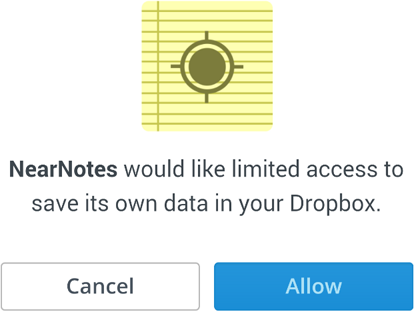 NearNotes would like limited access to
save its own data in your Dropbox.
Cancel Allow